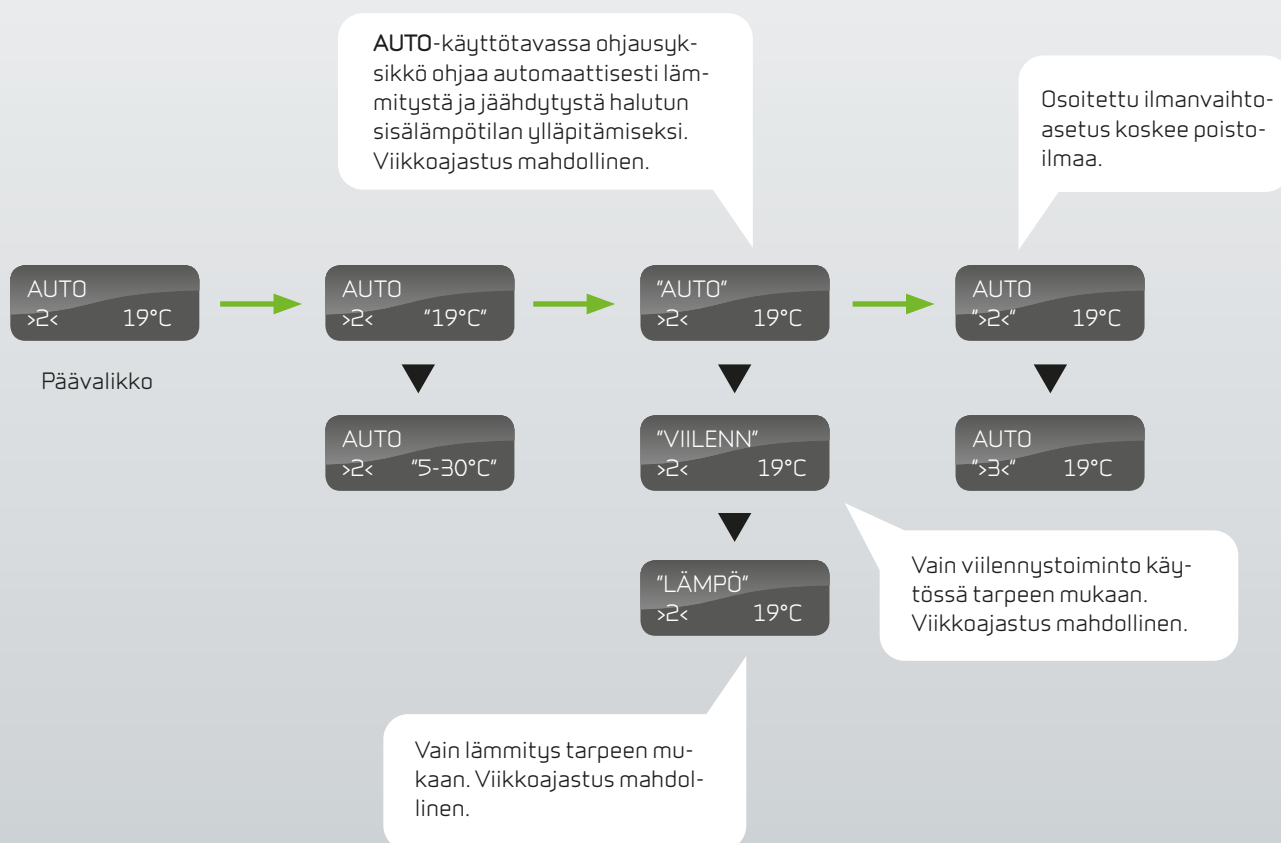 AUTO-käyttötavassa ohjausyk-
sikkö ohjaa automaattisesti läm-
mitystä ja jäähdytystä halutun
sisälämpötilan ylläpitämiseksi.
Viikkoajastus mahdollinen.
Osoitettu ilmanvaihto-
asetus koskee poisto-
ilmaa.
AUTO
>2< 19°C
Päävalikko
AUTO
>2< "19°C"
"AUTO"
>2< 19°C
AUTO
">2<" 19°C
AUTO
>2< "5-30°C"
"VIILENN"
>2< 19°C
AUTO
">3<" 19°C
"LÄMPÖ"
>2< 19°C
Vain viilennystoiminto käy-
tössä tarpeen mukaan.
Viikkoajastus mahdollinen.
Vain lämmitys tarpeen mu-
kaan. Viikkoajastus mahdol-
linen.